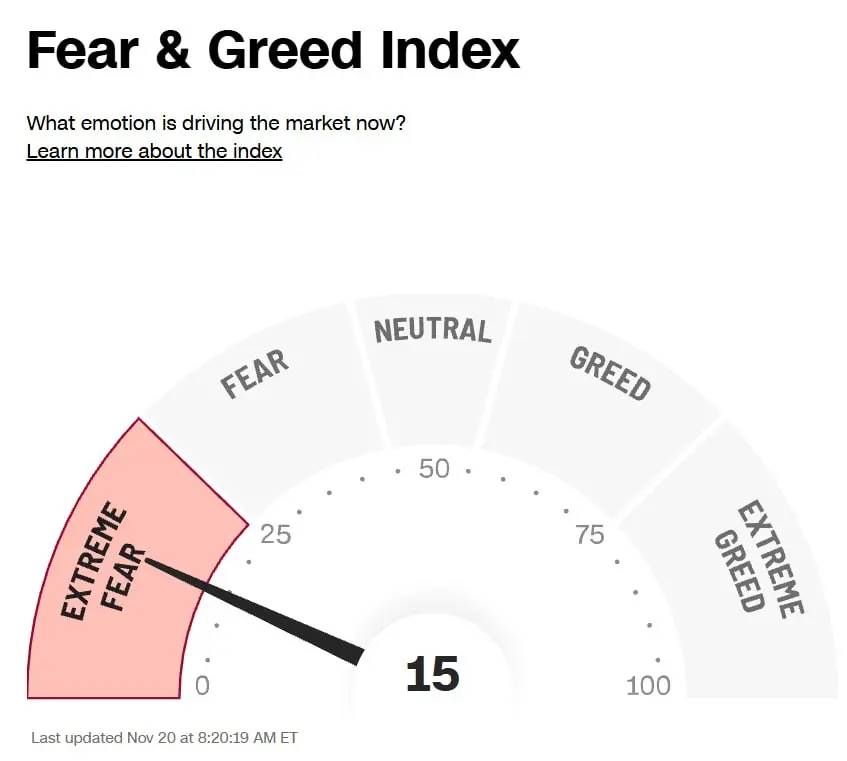 Fear & Greed Index
What emotion is driving the market now?
Learn more about the index
EXTREME
FEAR
FEAR
NEUTRAL
GREED
EXTREME
GREED
0
25
50
75
100
15
Last updated Nov 20 at 8:20:19 AM ET